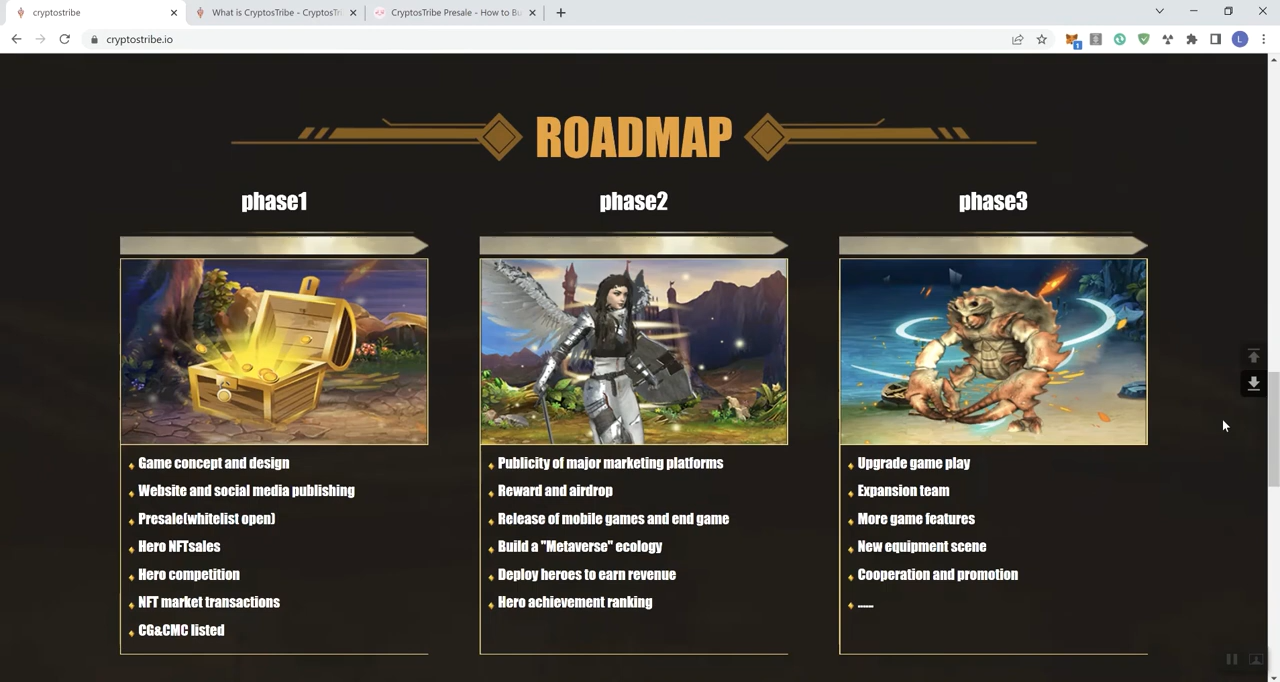 cryptostribe
What is CryptosTribe - CryptosTri
CryptosTribe Presale - How to Bu
cryptostribe.io
1
L
ROADMAP
phase1
phase2
phase3
Game concept and design
Website and social media publishing
Presale(whitelist open)
Hero NFTsales
Hero competition
NFT market transactions
CG&CMC listed
Publicity of major marketing platforms
Reward and airdrop
Release of mobile games and end game
Build a "Metaverse" ecology
Deploy heroes to earn revenue
Hero achievement ranking
Upgrade game play
Expansion team
More game features
New equipment scene
Cooperation and promotion
......